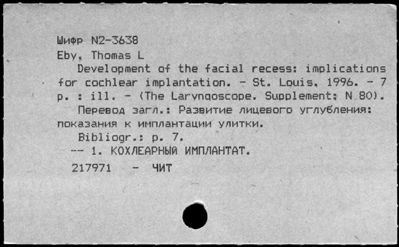 Шифр N2-3638
Eby, Thomas L
Development of the facial recess: implications
for cochlear implantation. - St. Louis, 1996. - 7
p. : ill. - (The Laryngoscope. Supplement; N 80).
Перевод загл.: Развитие лицевого углубления:
показания к имплантации улитки.
Bibliogr.: p. 7.
-- 1. КОХЛЕАРНЫЙ ИМПЛАНТАТ.
217971 - ЧИТ